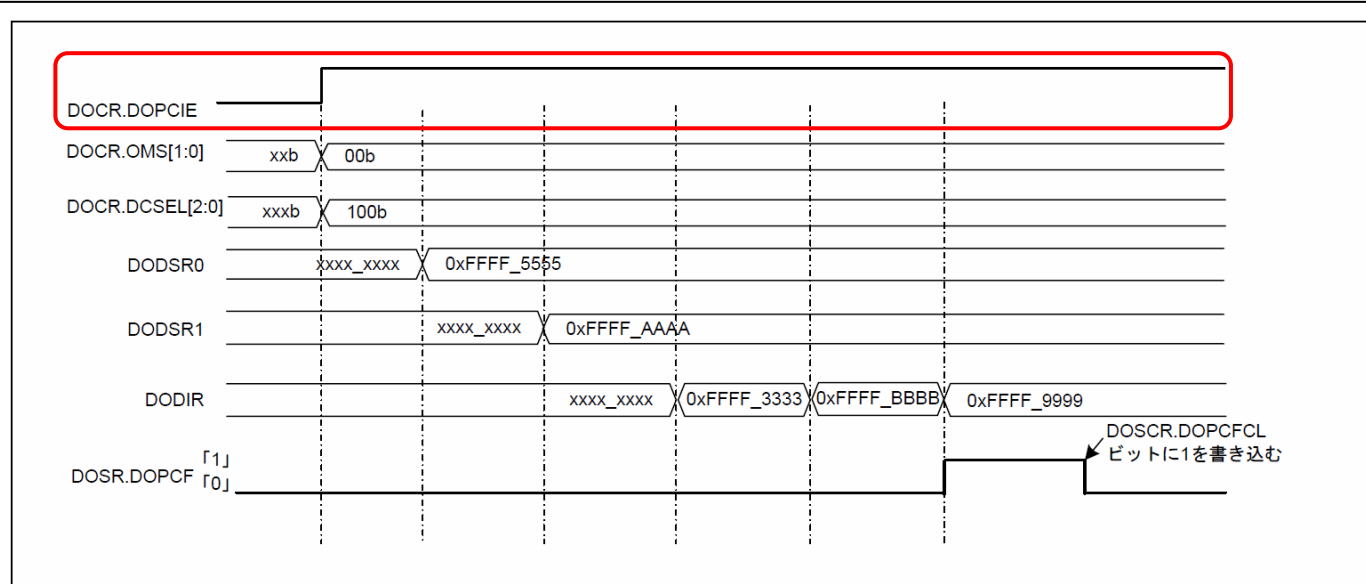 DOCR.DOPCIE
DOCR.OMS[1:0] xxb 00b
DOCR.DCSEL[2:0] xxxb 100b
DODSR0 xxxx_xxxx 0xFFFF_5555
DODSR1 xxxx_xxxx 0xFFFF_AAAA
DODIR xxxx_xxxx 0xFFFF_3333 0xFFFF_BBBB 0xFFFF_9999
DOSCR.DOPCFCL
ビットに1を書き込む
「1」
DOSR.DOPCF
「0」